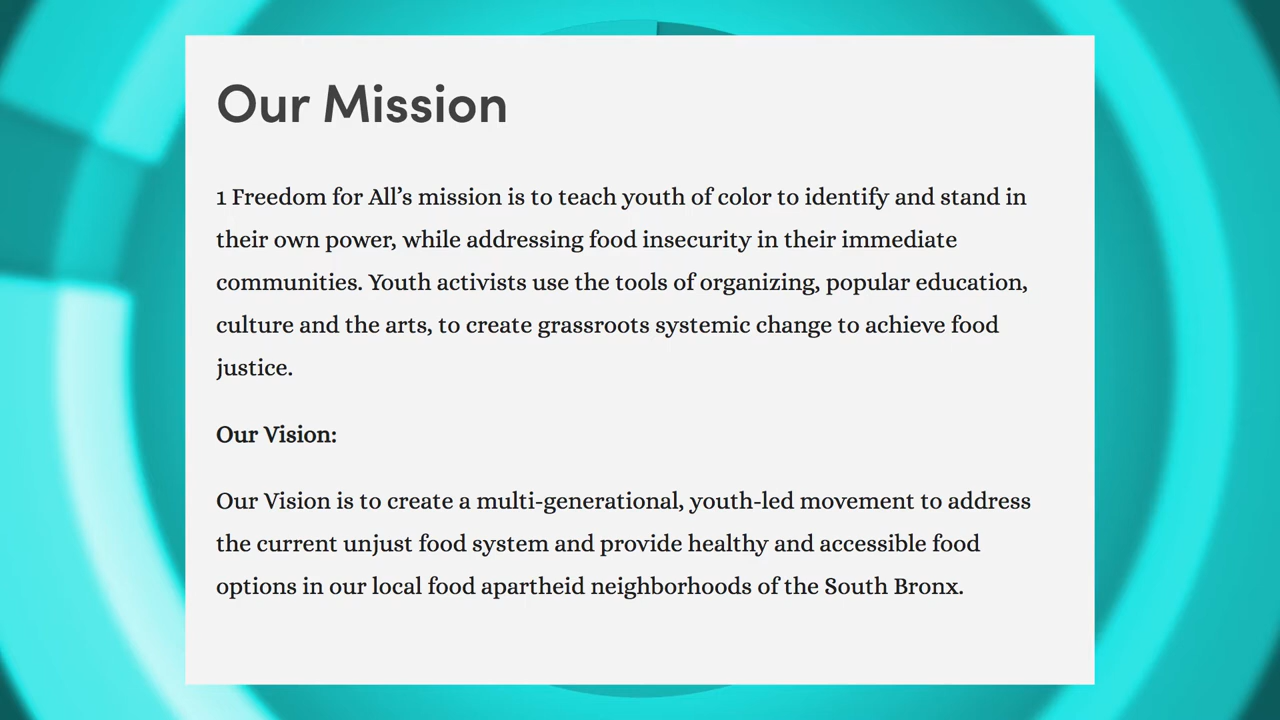 Our Mission
1 Freedom for All’s mission is to teach youth of color to identify and stand in
their own power, while addressing food insecurity in their immediate
communities. Youth activists use the tools of organizing, popular education,
culture and the arts, to create grassroots systemic change to achieve food
justice.
Our Vision:
Our Vision is to create a multi-generational, youth-led movement to address
the current unjust food system and provide healthy and accessible food
options in our local food apartheid neighborhoods of the South Bronx.